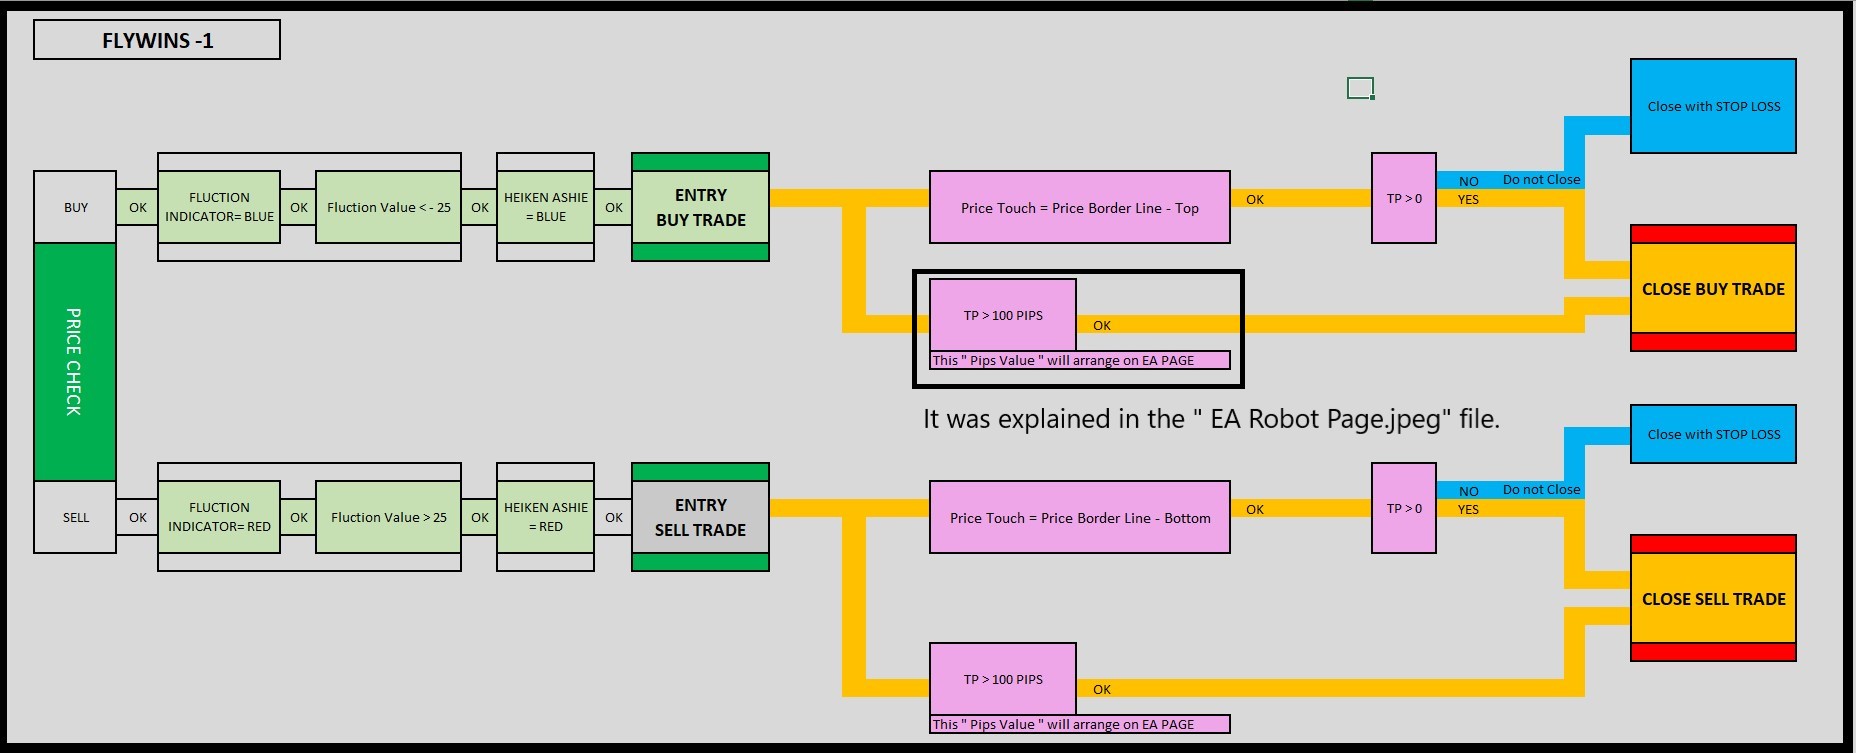 FLYWINS -1
Close with STOP LOSS
BUY
OK
FLUCTION
INDICATOR= BLUE
OK
Fluction Value < - 25
OK
HEIKEN ASHIE
= BLUE
OK
ENTRY
BUY TRADE
Price Touch = Price Border Line - Top
OK
TP > 0
NO Do not Close
YES
CLOSE BUY TRADE
TP > 100 PIPS
OK
This " Pips Value " will arrange on EA PAGE
PRICE CHECK
It was explained in the " EA Robot Page.jpeg" file.
Close with STOP LOSS
SELL
OK
FLUCTION
INDICATOR= RED
OK
Fluction Value > 25
OK
HEIKEN ASHIE
= RED
OK
ENTRY
SELL TRADE
Price Touch = Price Border Line - Bottom
OK
TP > 0
NO Do not Close
YES
CLOSE SELL TRADE
TP > 100 PIPS
OK
This " Pips Value " will arrange on EA PAGE